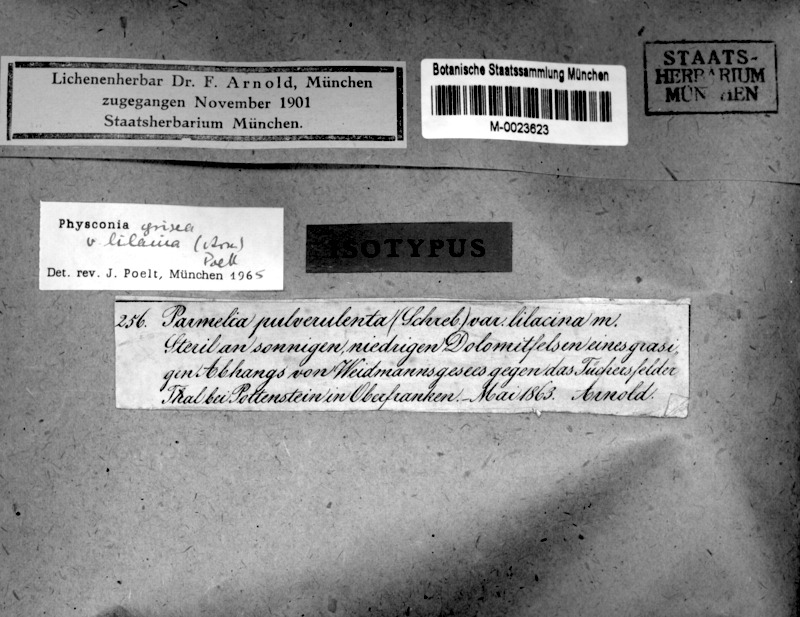 Lichenenherbar Dr. F. Arnold, München
zugegangen November 1901
Staatsherbarium München.
Botanische Staatssammlung München
M-0023623
STAATS-
HERBARIUM
MÜNCHEN
Physconia grisea
v. lilacina (Arn.)
Poelt
Det. rev. J. Poelt, München 1965
ISOTYPUS
256. Parmelia pulverulenta (Schreb) var. lilacina m.
Steril an sonnigen, niedrigen Dolomitfelsen eines grasi,
gen Abhangs von Weidmannsgesees gegen das Tüchersfelder
Thal bei Pottenstein in Oberfranken. – Mai 1863. Arnold.